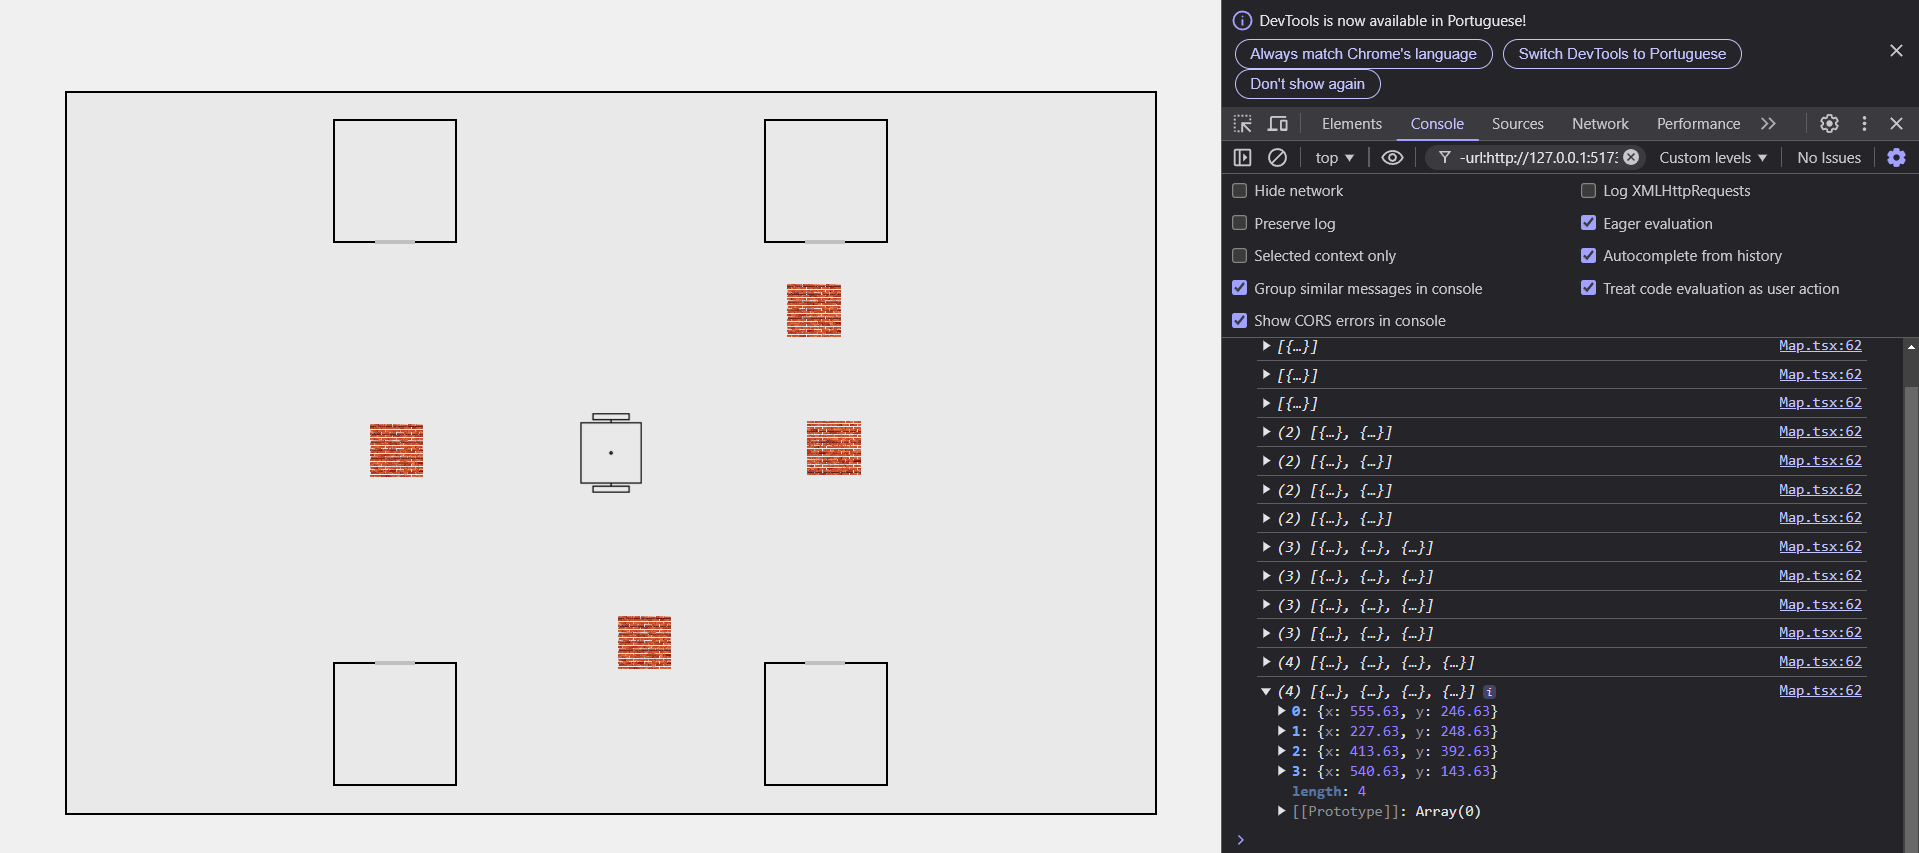 DevTools is now available in Portuguese!
Always match Chrome's language
Switch DevTools to Portuguese
Don't show again
Elements Console Sources Network Performance
top -url:http://127.0.0.1:517 Custom levels No Issues
Hide network
Log XMLHttpRequests
Preserve log
Eager evaluation
Selected context only
Autocomplete from history
Group similar messages in console
Treat code evaluation as user action
Show CORS errors in console
[{…}] Map.tsx:62
[{…}] Map.tsx:62
[{…}] Map.tsx:62
(2) [{…}, {…}] Map.tsx:62
(2) [{…}, {…}] Map.tsx:62
(2) [{…}, {…}] Map.tsx:62
(2) [{…}, {…}] Map.tsx:62
(3) [{…}, {…}, {…}] Map.tsx:62
(3) [{…}, {…}, {…}] Map.tsx:62
(3) [{…}, {…}, {…}] Map.tsx:62
(3) [{…}, {…}, {…}] Map.tsx:62
(4) [{…}, {…}, {…}, {…}] Map.tsx:62
(4) [{…}, {…}, {…}, {…}] i Map.tsx:62
0: {x: 555.63, y: 246.63}
1: {x: 227.63, y: 248.63}
2: {x: 413.63, y: 392.63}
3: {x: 540.63, y: 143.63}
length: 4
[[Prototype]]: Array(0)